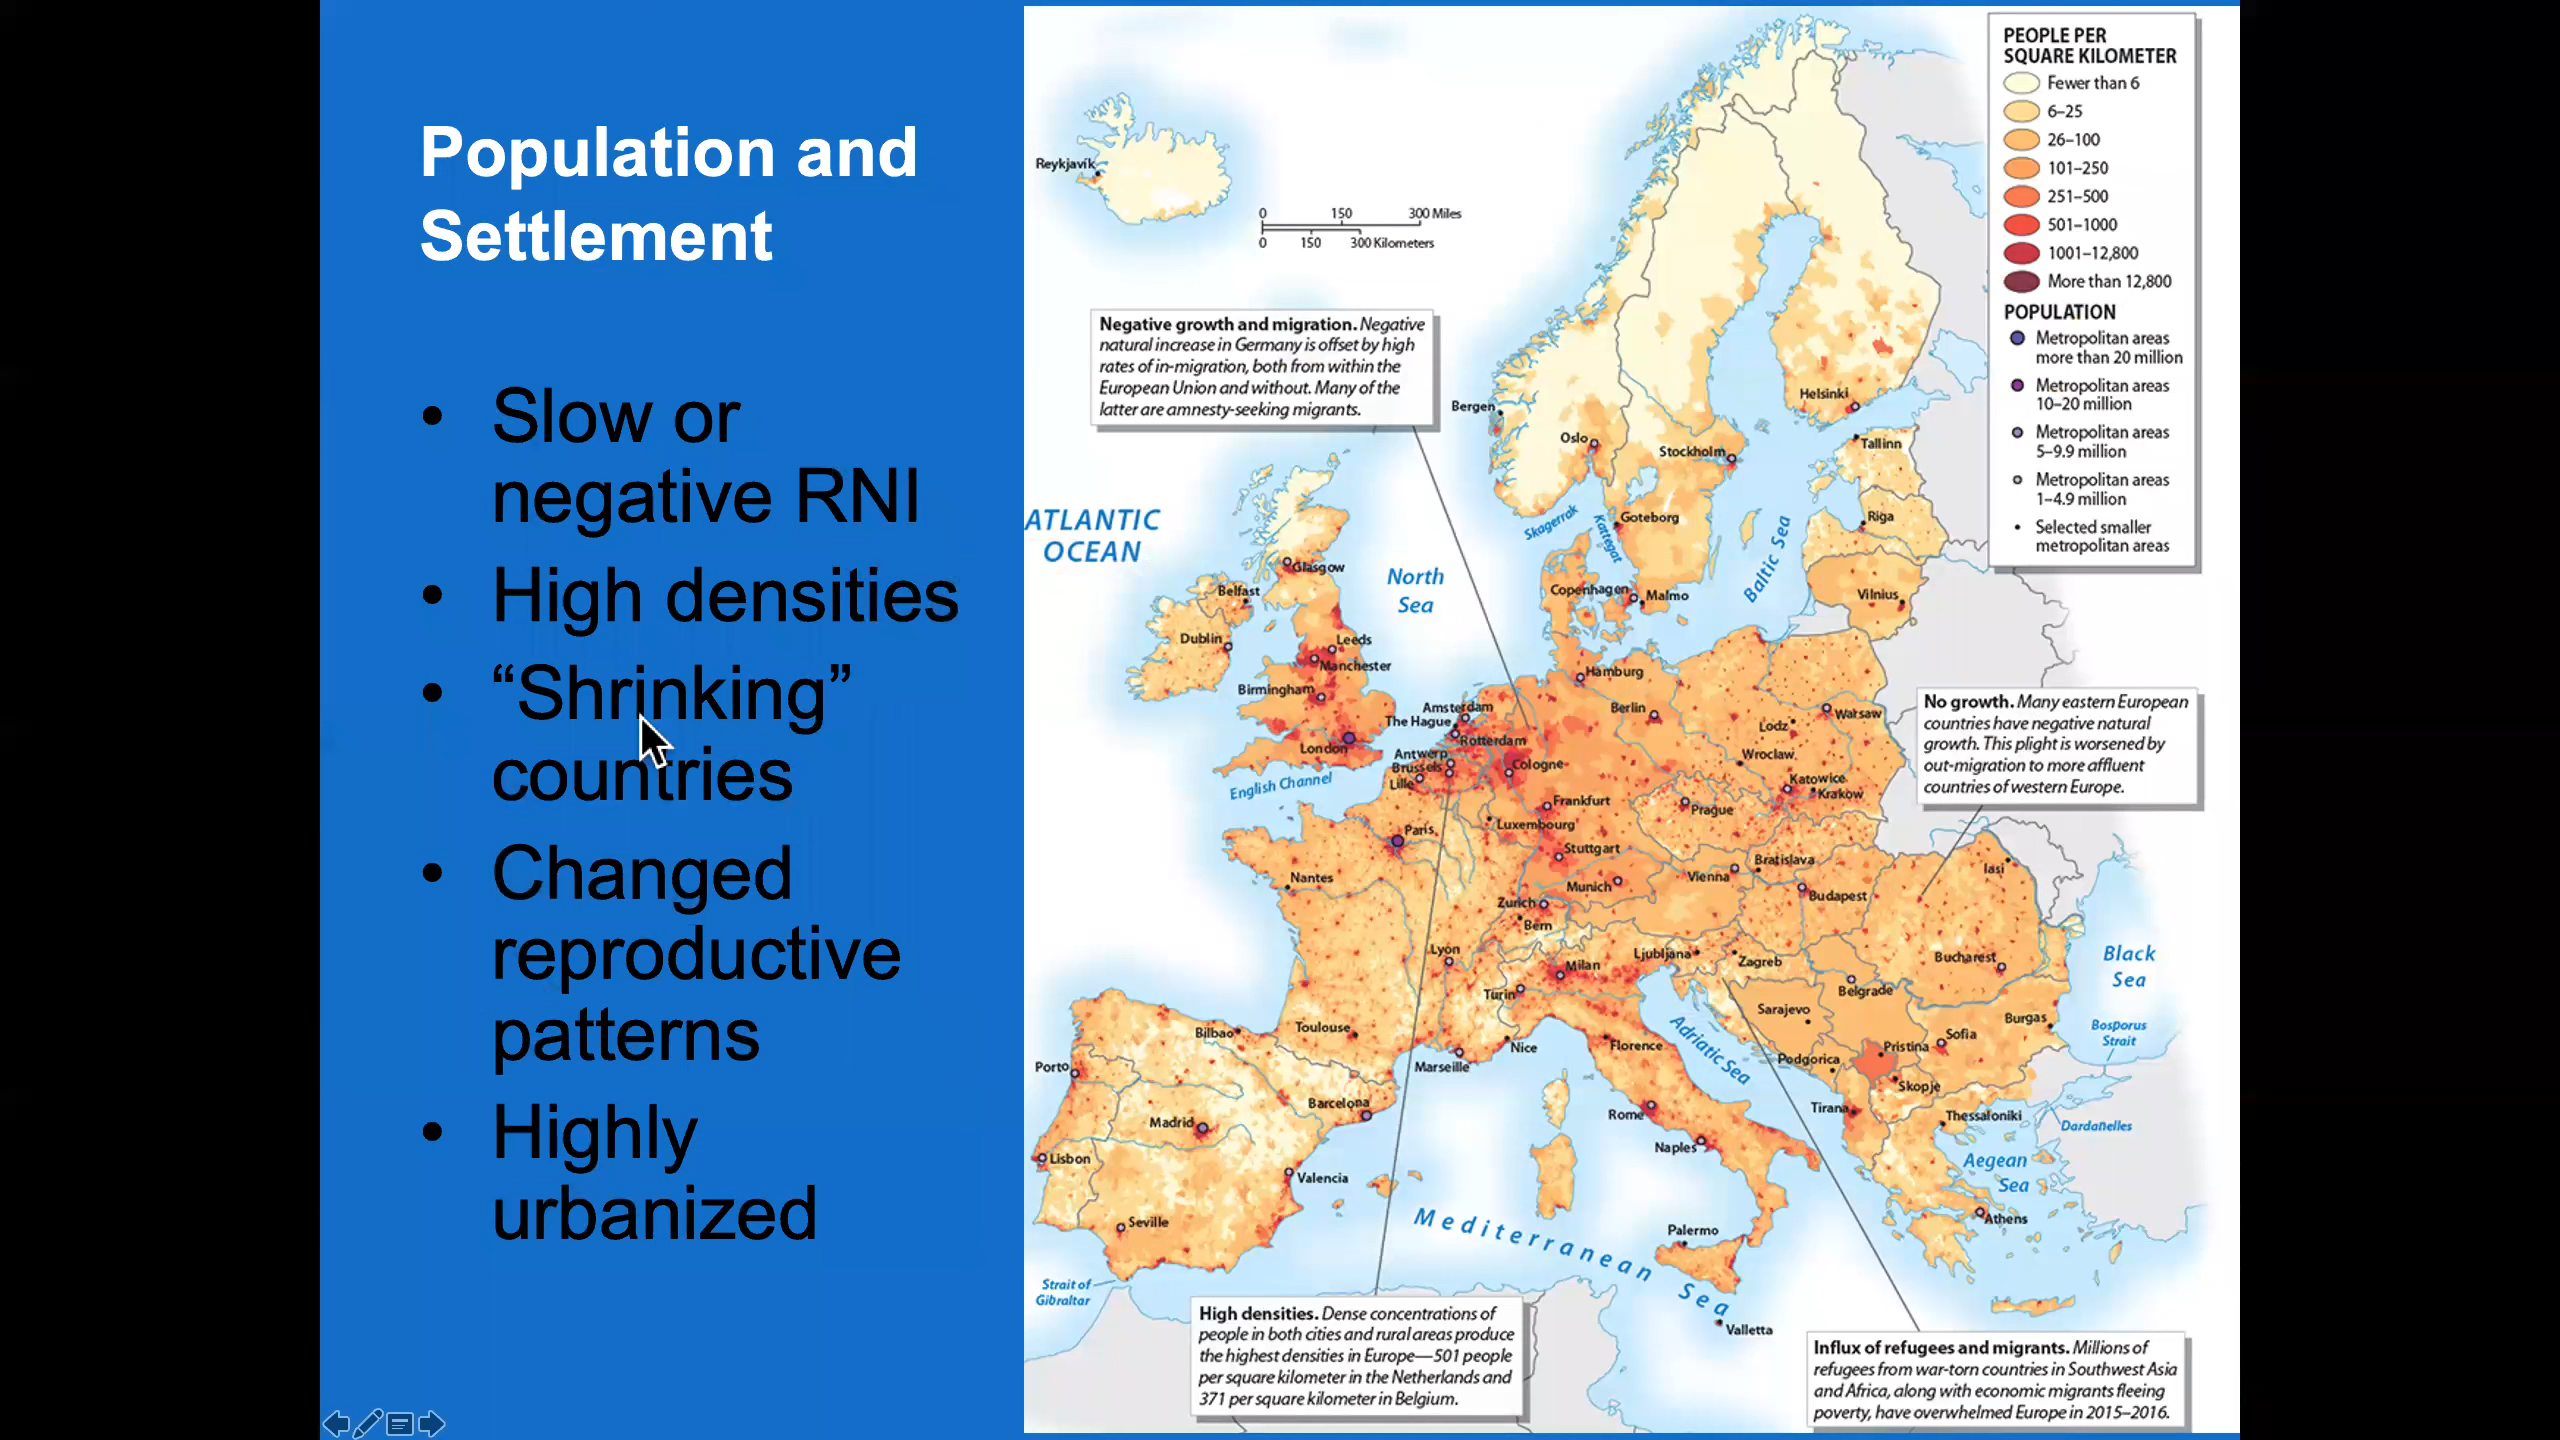 Population and
Settlement
• Slow or
negative RNI
• High densities
• “Shrinking”
countries
• Changed
reproductive
patterns
• Highly
urbanized
PEOPLE PER
SQUARE KILOMETER
Fewer than 6
6–25
26–100
101–250
251–500
501–1000
1001–12,800
More than 12,800
POPULATION
Metropolitan areas
more than 20 million
Metropolitan areas
10–20 million
Metropolitan areas
5–9.9 million
Metropolitan areas
1–4.9 million
Selected smaller
metropolitan areas
Reykjavík
0 150 300 Miles
0 150 300 Kilometers
Negative growth and migration. Negative
natural increase in Germany is offset by high
rates of in-migration, both from within the
European Union and without. Many of the
latter are amnesty-seeking migrants.
Helsinki
Bergen
Oslo
Tallinn
Stockholm
ATLANTIC
OCEAN
Skagerrak
Kattegat
Goteborg
Riga
Baltic Sea
Glasgow
North
Sea
Belfast
Copenhagen
Malmo
Vilnius
Dublin
Leeds
Manchester
Hamburg
Birmingham
Amsterdam
The Hague
Berlin
Warsaw
Lodz
Rotterdam
London
Antwerp
Brussels
Lille
Cologne
Wroclaw
English Channel
Katowice
Krakow
Frankfurt
Prague
Luxembourg
Paris
Stuttgart
Bratislava
Vienna
Iasi
Nantes
Munich
Budapest
Zurich
Bern
No growth. Many eastern European
countries have negative natural
growth. This plight is worsened by
out-migration to more affluent
countries of western Europe.
Lyon
Ljubljana
Zagreb
Milan
Bucharest
Black
Sea
Turin
Belgrade
Sarajevo
Bilbao
Toulouse
Nice
Florence
Adriatic Sea
Burgas
Bosporus
Strait
Sofia
Pristina
Podgorica
Porto
Marseille
Skopje
Barcelona
Rome
Tirana
Thessaloniki
Dardanelles
Madrid
Naples
Lisbon
Valencia
Aegean
Sea
Seville
Athens
Mediterranean Sea
Palermo
Strait of
Gibraltar
Valletta
High densities. Dense concentrations of
people in both cities and rural areas produce
the highest densities in Europe—501 people
per square kilometer in the Netherlands and
371 per square kilometer in Belgium.
Influx of refugees and migrants. Millions of
refugees from war-torn countries in Southwest Asia
and Africa, along with economic migrants fleeing
poverty, have overwhelmed Europe in 2015–2016.